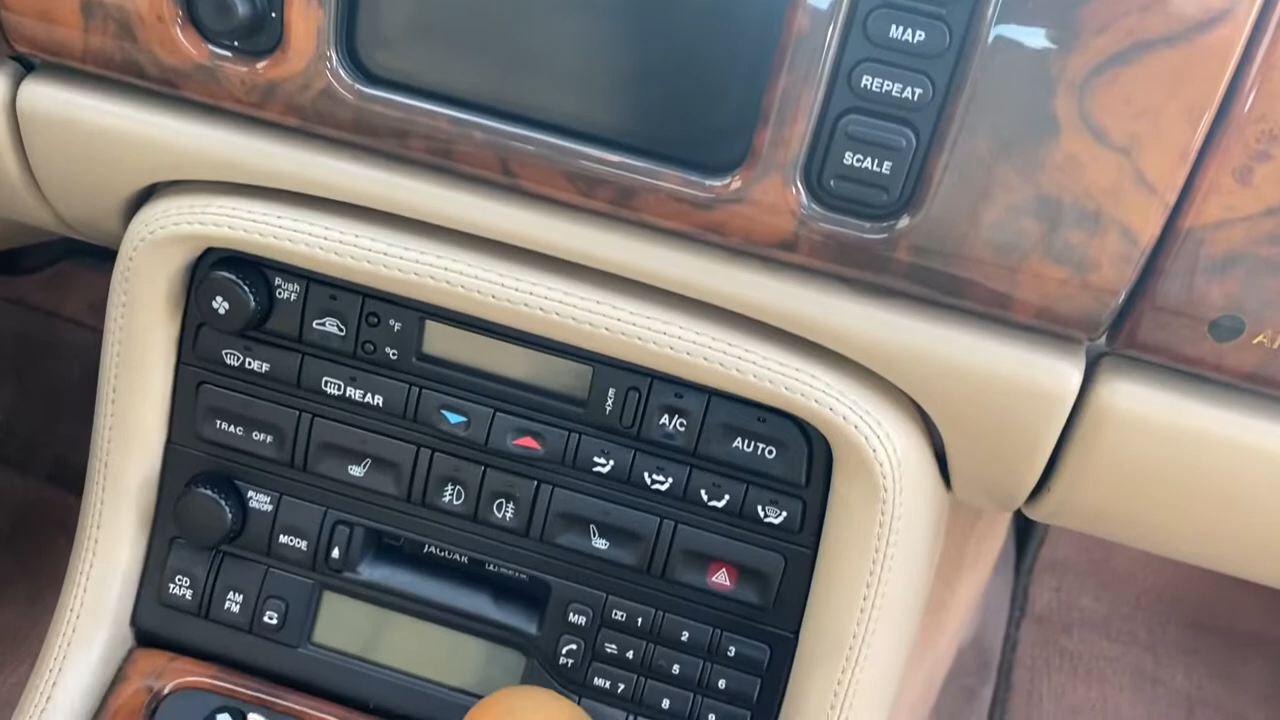 MAP
REPEAT
SCALE
Push
OFF
°F
°C
EXT
A/C
AUTO
DEF
REAR
TRAC. OFF
PUSH
ON/OFF
MODE
JAGUAR
CD
TAPE
AM
FM
MR
PT
1
2
3
4
5
6
MIX 7
8
9